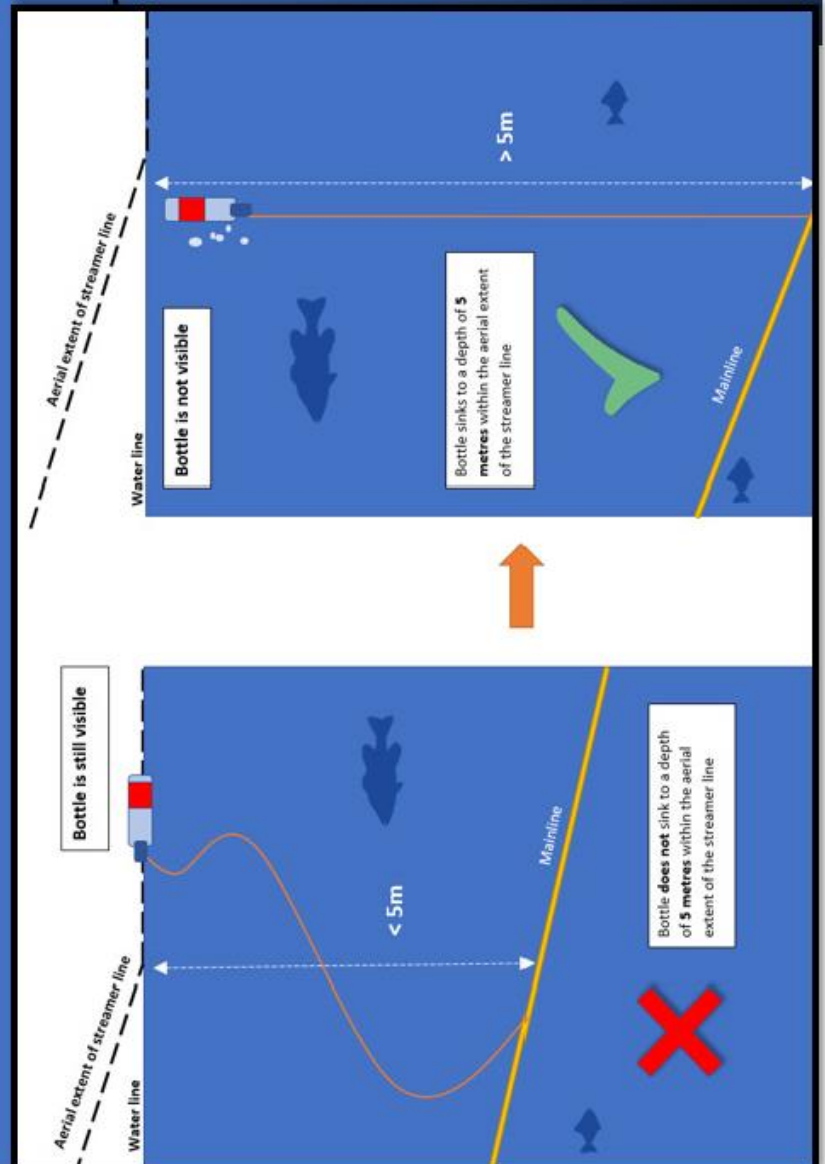 Aerial extent of streamer line
Water line
Bottle is still visible
< 5m
Mainline
Bottle does not sink to a depth
of 5 metres within the aerial
extent of the streamer line
Aerial extent of streamer line
Water line
Bottle is not visible
> 5m
Bottle sinks to a depth of 5
metres within the aerial extent
of the streamer line
Mainline